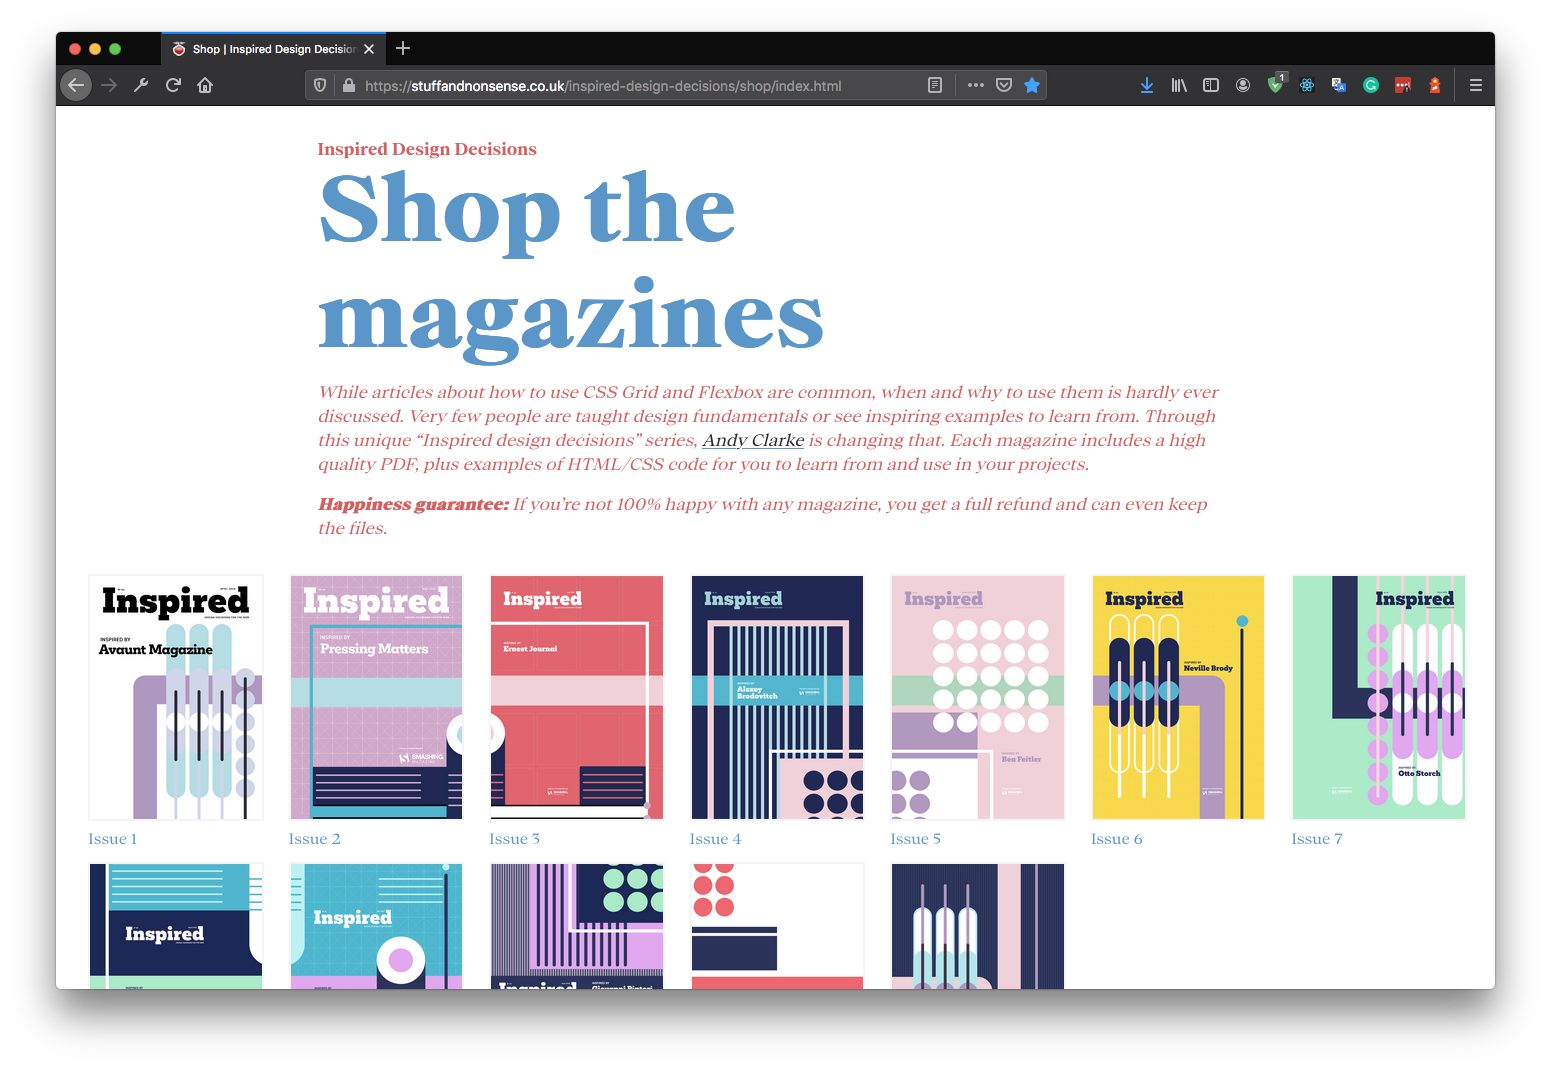 Shop | Inspired Design Decision
https://stuffandnonsense.co.uk/inspired-design-decisions/shop/index.html
1
Inspired Design Decisions
Shop the
magazines
While articles about how to use CSS Grid and Flexbox are common, when and why to use them is hardly ever
discussed. Very few people are taught design fundamentals or see inspiring examples to learn from. Through
this unique “Inspired design decisions” series, Andy Clarke is changing that. Each magazine includes a high
quality PDF, plus examples of HTML/CSS code for you to learn from and use in your projects.
Happiness guarantee: If you’re not 100% happy with any magazine, you get a full refund and can even keep
the files.
Inspired
INSPIRED BY
Avaunt Magazine
Issue 1
Inspired
INSPIRED BY
Pressing Matters
SMASHING
Issue 2
Inspired
Ernest Journal
Issue 3
Inspired
Alexey
Brodovitch
Issue 4
Inspired
Ben Feitler
Issue 5
Inspired
Neville Brody
Issue 6
Inspired
Otto Storch
Issue 7
Inspired
Inspired
Inspired
Giovanni Pintori